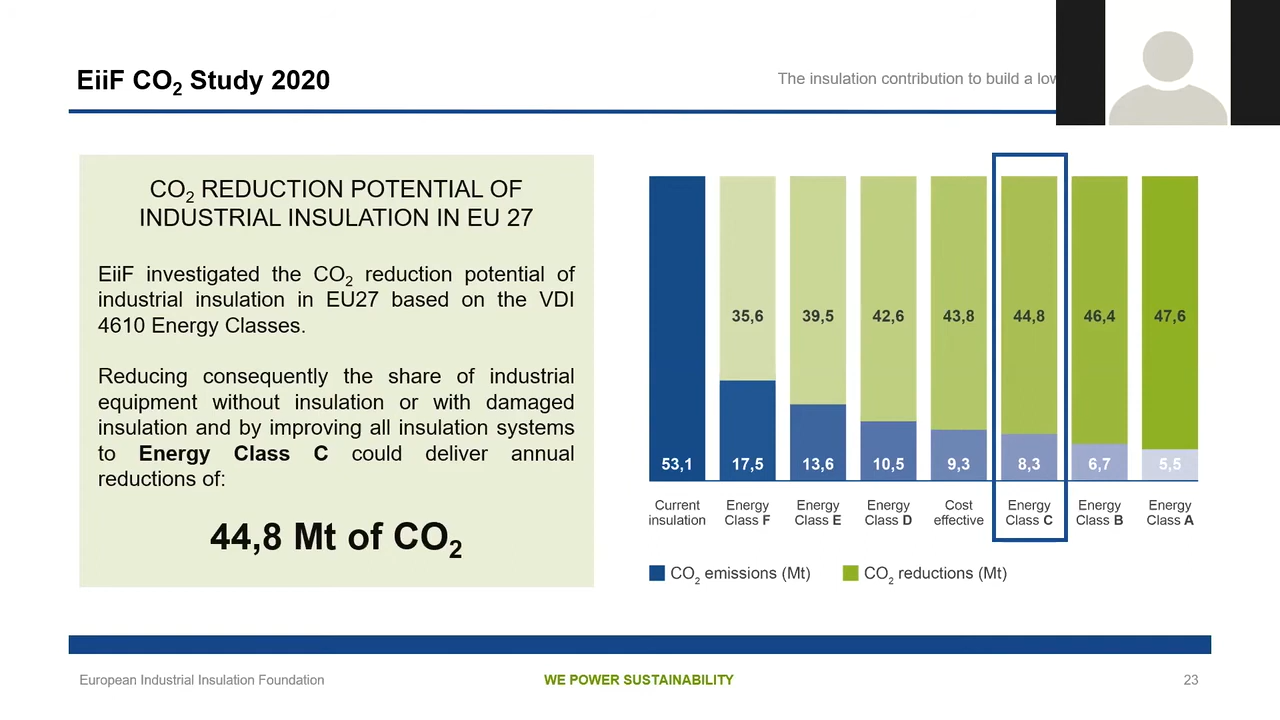 EiiF CO2 Study 2020
The insulation contribution to build a
CO2 REDUCTION POTENTIAL OF
INDUSTRIAL INSULATION IN EU 27
EiiF investigated the CO2 reduction potential of
industrial insulation in EU27 based on the VDI
4610 Energy Classes.
Reducing consequently the share of industrial
equipment without insulation or with damaged
insulation and by improving all insulation systems
to Energy Class C could deliver annual
reductions of:
44,8 Mt of CO2
35,6 39,5 42,6 43,8 44,8 46,4 47,6
53,1 17,5 13,6 10,5 9,3 8,3 6,7 5,5
Current insulation
Energy Class F
Energy Class E
Energy Class D
Cost effective
Energy Class C
Energy Class B
Energy Class A
CO2 emissions (Mt) CO2 reductions (Mt)
European Industrial Insulation Foundation
WE POWER SUSTAINABILITY
23